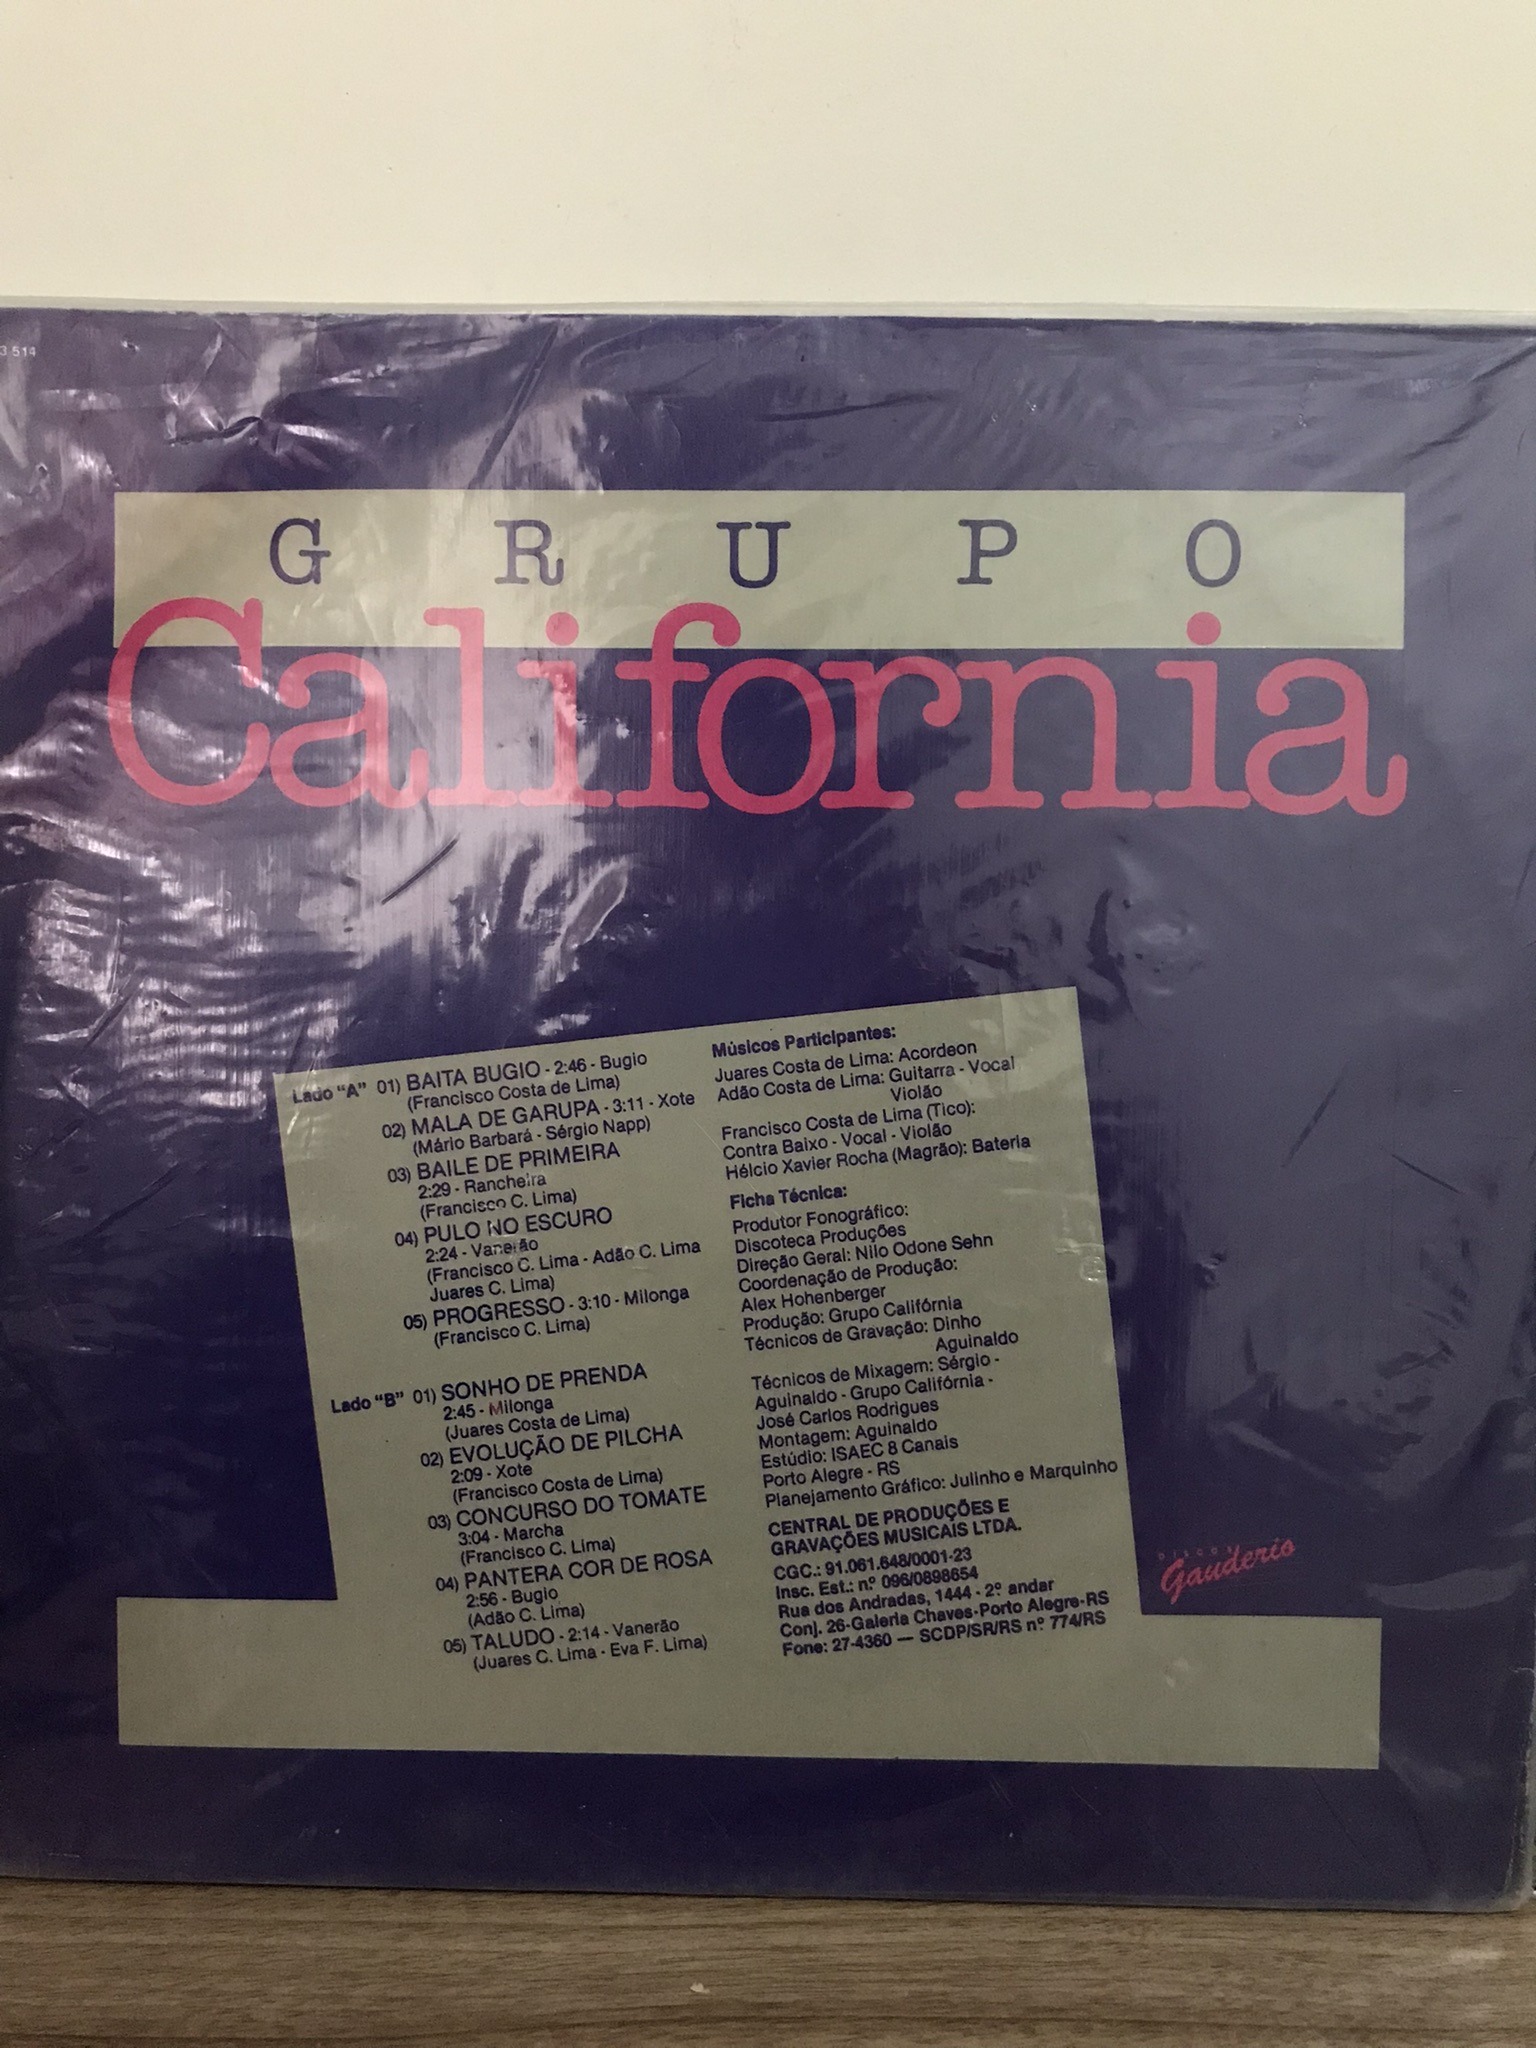 3 514
G R U P O
California
Lado "A" 01) BAITA BUGIO - 2:46 - Bugio
(Francisco Costa de Lima)
02) MALA DE GARUPA - 3:11 - Xote
(Mário Barbará - Sérgio Napp)
03) BAILE DE PRIMEIRA
2:29 - Rancheira
(Francisco C. Lima)
04) PULO NO ESCURO
2:24 - Vanerão
(Francisco C. Lima - Adão C. Lima
Juares C. Lima)
05) PROGRESSO - 3:10 - Milonga
(Francisco C. Lima)
Lado "B" 01) SONHO DE PRENDA
2:45 - Milonga
(Juares Costa de Lima)
02) EVOLUÇÃO DE PILCHA
2:09 - Xote
(Francisco Costa de Lima)
03) CONCURSO DO TOMATE
3:04 - Marcha
(Francisco C. Lima)
04) PANTERA COR DE ROSA
2:56 - Bugio
(Adão C. Lima)
05) TALUDO - 2:14 - Vanerão
(Juares C. Lima - Eva F. Lima)
Músicos Participantes:
Juares Costa de Lima: Acordeon
Adão Costa de Lima: Guitarra - Vocal
Violão
Francisco Costa de Lima (Tico):
Contra Baixo - Vocal - Violão
Hélcio Xavier Rocha (Magrão): Bateria
Ficha Técnica:
Produtor Fonográfico:
Discoteca Produções
Direção Geral: Nilo Odone Sehn
Coordenação de Produção:
Alex Hohenberger
Produção: Grupo Califórnia
Técnicos de Gravação: Dinho
Aguinaldo
Técnicos de Mixagem: Sérgio -
Aguinaldo - Grupo Califórnia -
José Carlos Rodrigues
Montagem: Aguinaldo
Estúdio: ISAEC 8 Canais
Porto Alegre - RS
Planejamento Gráfico: Julinho e Marquinho
CENTRAL DE PRODUÇÕES E
GRAVAÇÕES MUSICAIS LTDA.
CGC.: 91.061.648/0001-23
Insc. Est.: nº 096/0898654
Rua dos Andradas, 1444 - 2º andar
Conj. 26-Galeria Chaves-Porto Alegre-RS
Fone: 27-4360 — SCDP/SR/RS nº 774/RS
DISCOS
Gauderio